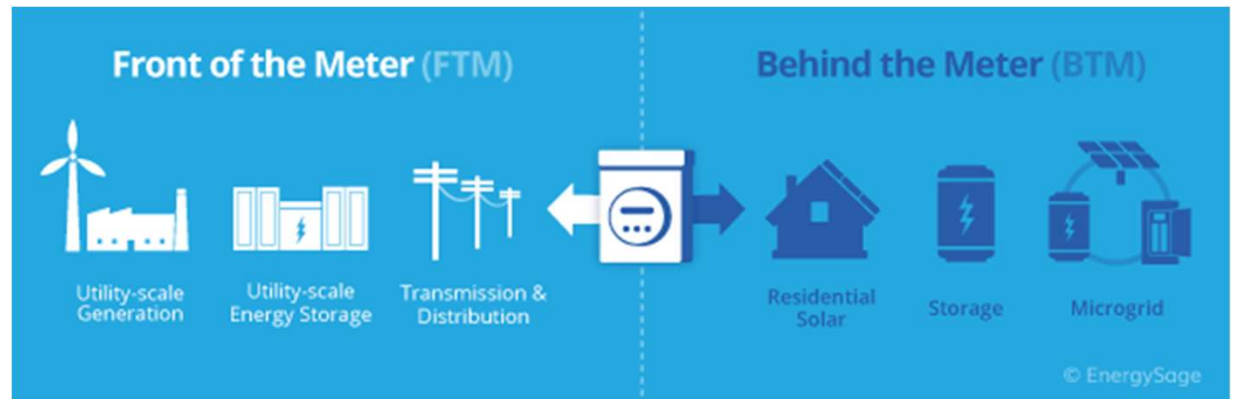 Front of the Meter (FTM)
Behind the Meter (BTM)
Utility-scale
Generation
Utility-scale
Energy Storage
Transmission &
Distribution
Residential
Solar
Storage
Microgrid
© EnergySage